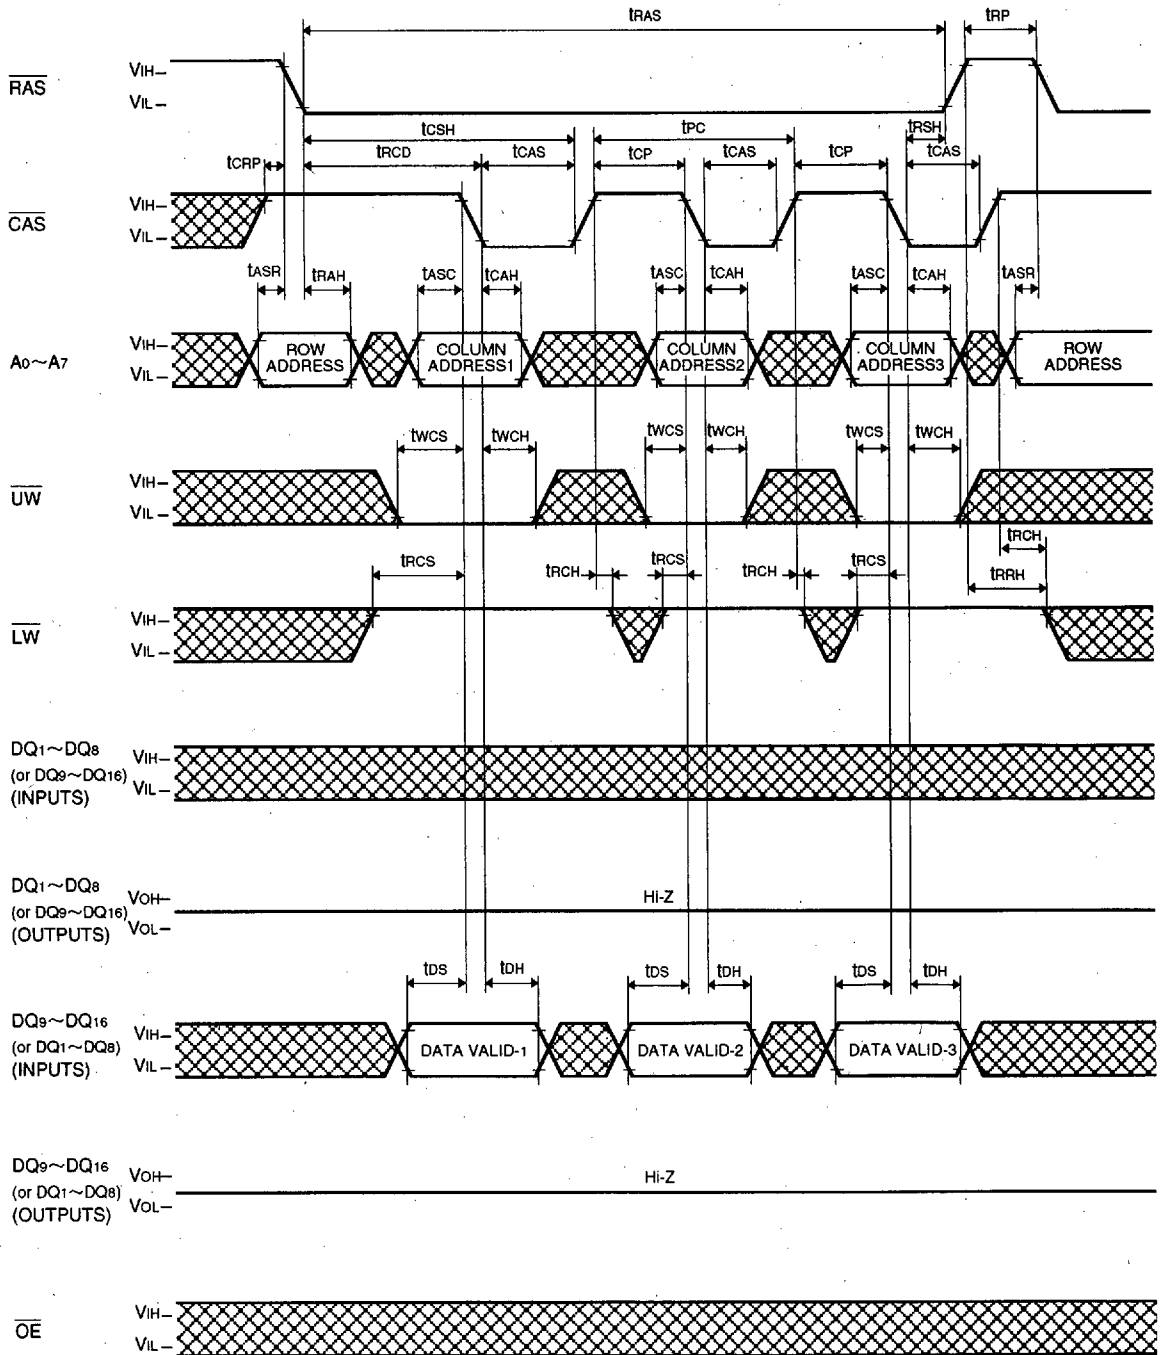 tRAS tRP
RAS VIH
VIL
tCSH tPC tRSH
tCRP tRCD tCAS tCP tCAS tCP tCAS
CAS VIH
VIL
tASR tRAH tASC tCAH tASC tCAH tASC tCAH tASR
A0~A7 VIH
VIL
ROW ADDRESS
COLUMN ADDRESS1
COLUMN ADDRESS2
COLUMN ADDRESS3
ROW ADDRESS
tWCS tWCH tWCS tWCH tWCS tWCH
UW VIH
VIL
tRCS tRCH tRCS tRCH tRCS tRCH
tRRH
LW VIH
VIL
DQ1~DQ8
(or DQ9~DQ16)
(INPUTS)
VIH
VIL
DQ1~DQ8
(or DQ9~DQ16)
(OUTPUTS)
VOH
VOL
Hi-Z
tDS tDH tDS tDH tDS tDH
DQ9~DQ16
(or DQ1~DQ8)
(INPUTS)
VIH
VIL
DATA VALID-1 DATA VALID-2 DATA VALID-3
DQ9~DQ16
(or DQ1~DQ8)
(OUTPUTS)
VOH
VOL
Hi-Z
OE VIH
VIL